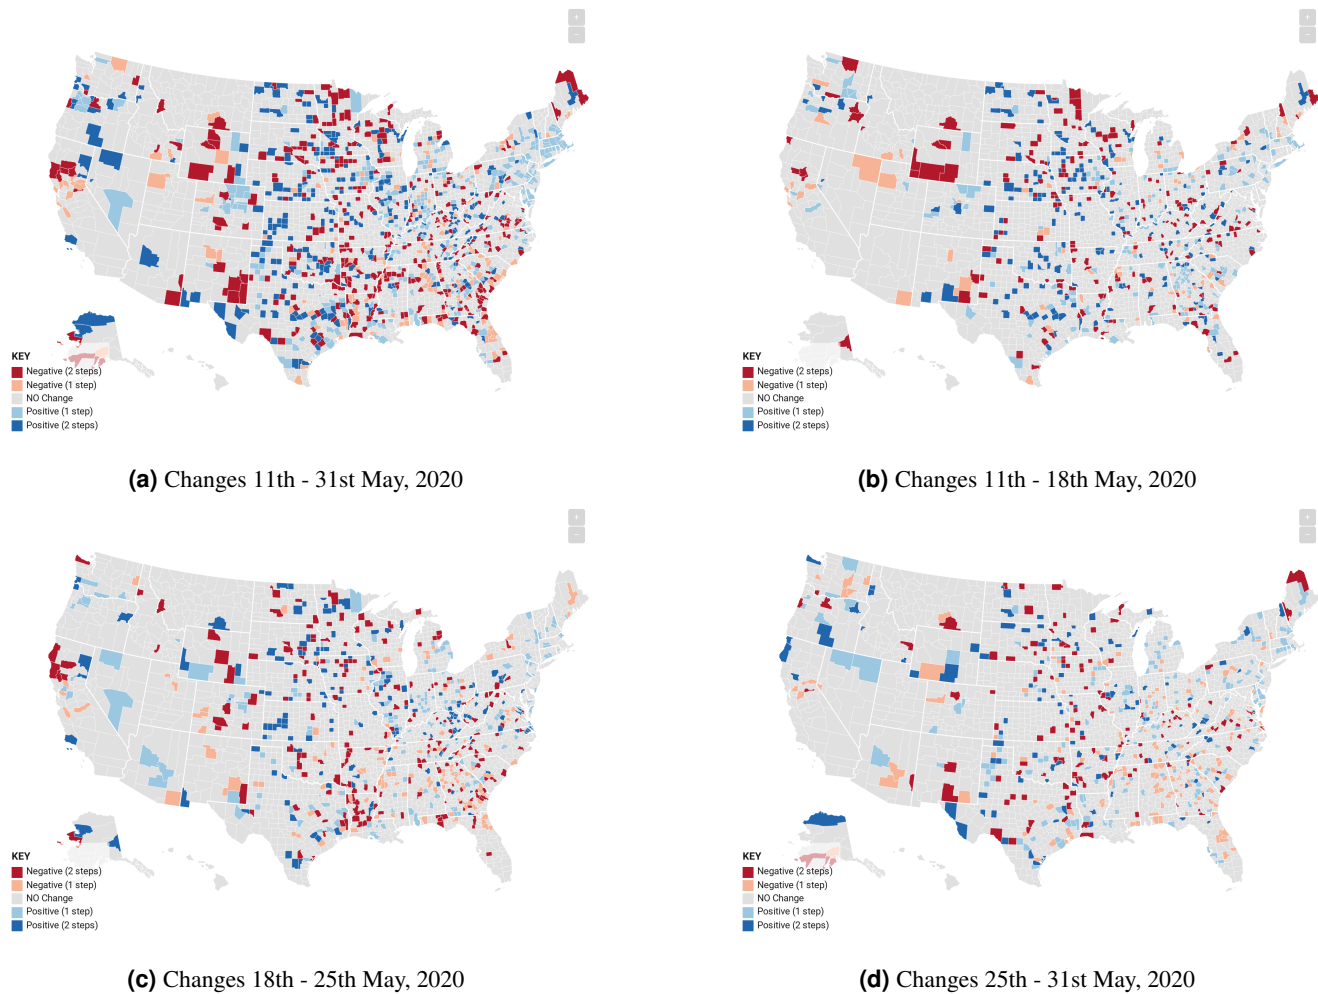 +
−
KEY
Negative (2 steps)
Negative (1 step)
NO Change
Positive (1 step)
Positive (2 steps)
(a) Changes 11th - 31st May, 2020
+
−
KEY
Negative (2 steps)
Negative (1 step)
NO Change
Positive (1 step)
Positive (2 steps)
(b) Changes 11th - 18th May, 2020
+
−
KEY
Negative (2 steps)
Negative (1 step)
NO Change
Positive (1 step)
Positive (2 steps)
(c) Changes 18th - 25th May, 2020
+
−
KEY
Negative (2 steps)
Negative (1 step)
NO Change
Positive (1 step)
Positive (2 steps)
(d) Changes 25th - 31st May, 2020